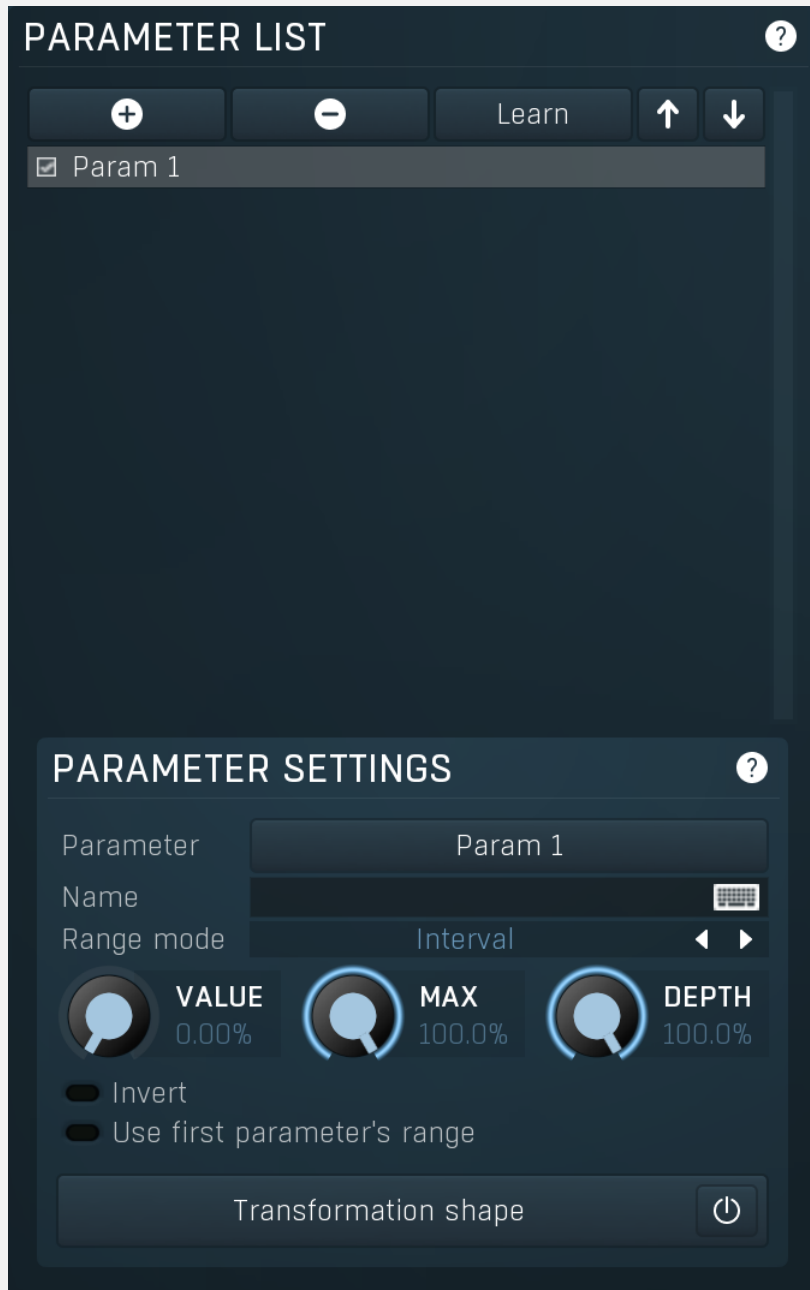 PARAMETER LIST ?
Learn
Param 1
PARAMETER SETTINGS ?
Parameter Param 1
Name
Range mode Interval
VALUE MAX DEPTH
0.00% 100.0% 100.0%
Invert
Use first parameter's range
Transformation shape